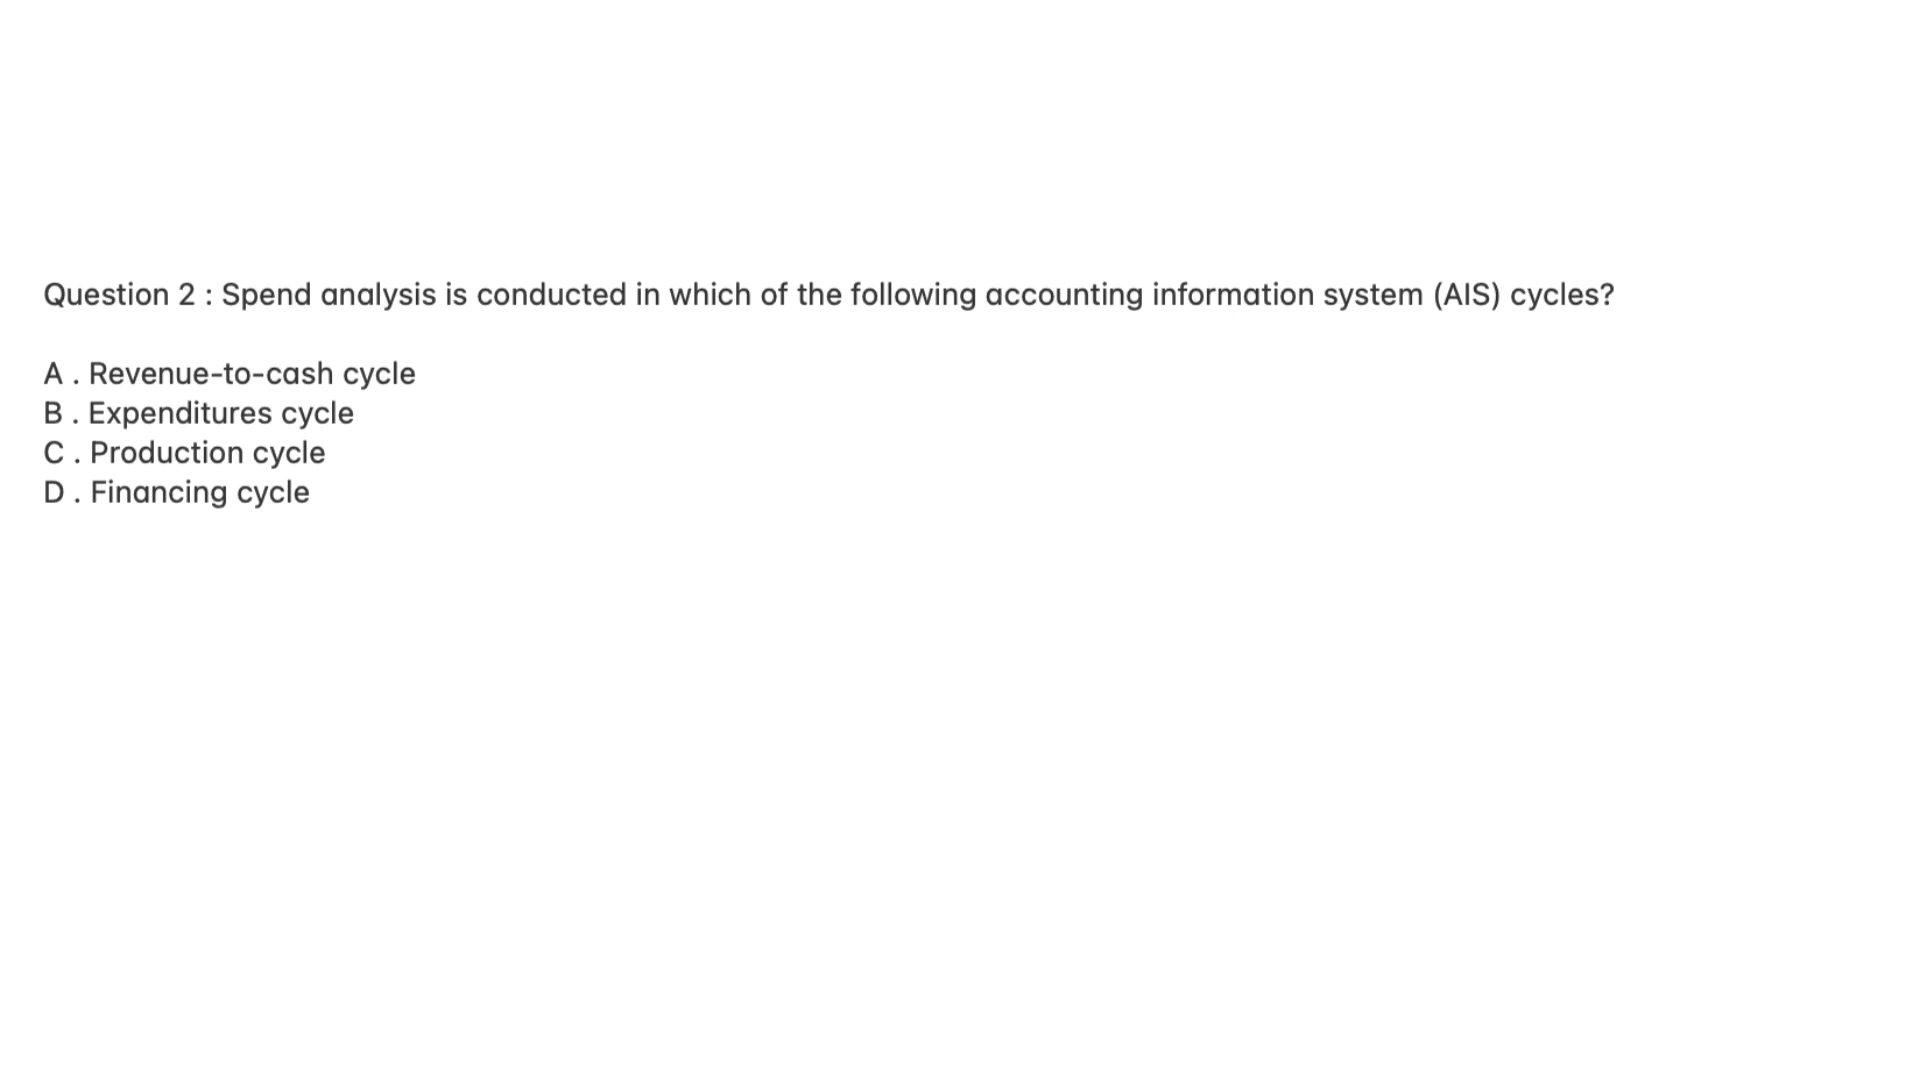 Question 2 : Spend analysis is conducted in which of the following accounting information system (AIS) cycles?
A . Revenue-to-cash cycle
B . Expenditures cycle
C . Production cycle
D . Financing cycle